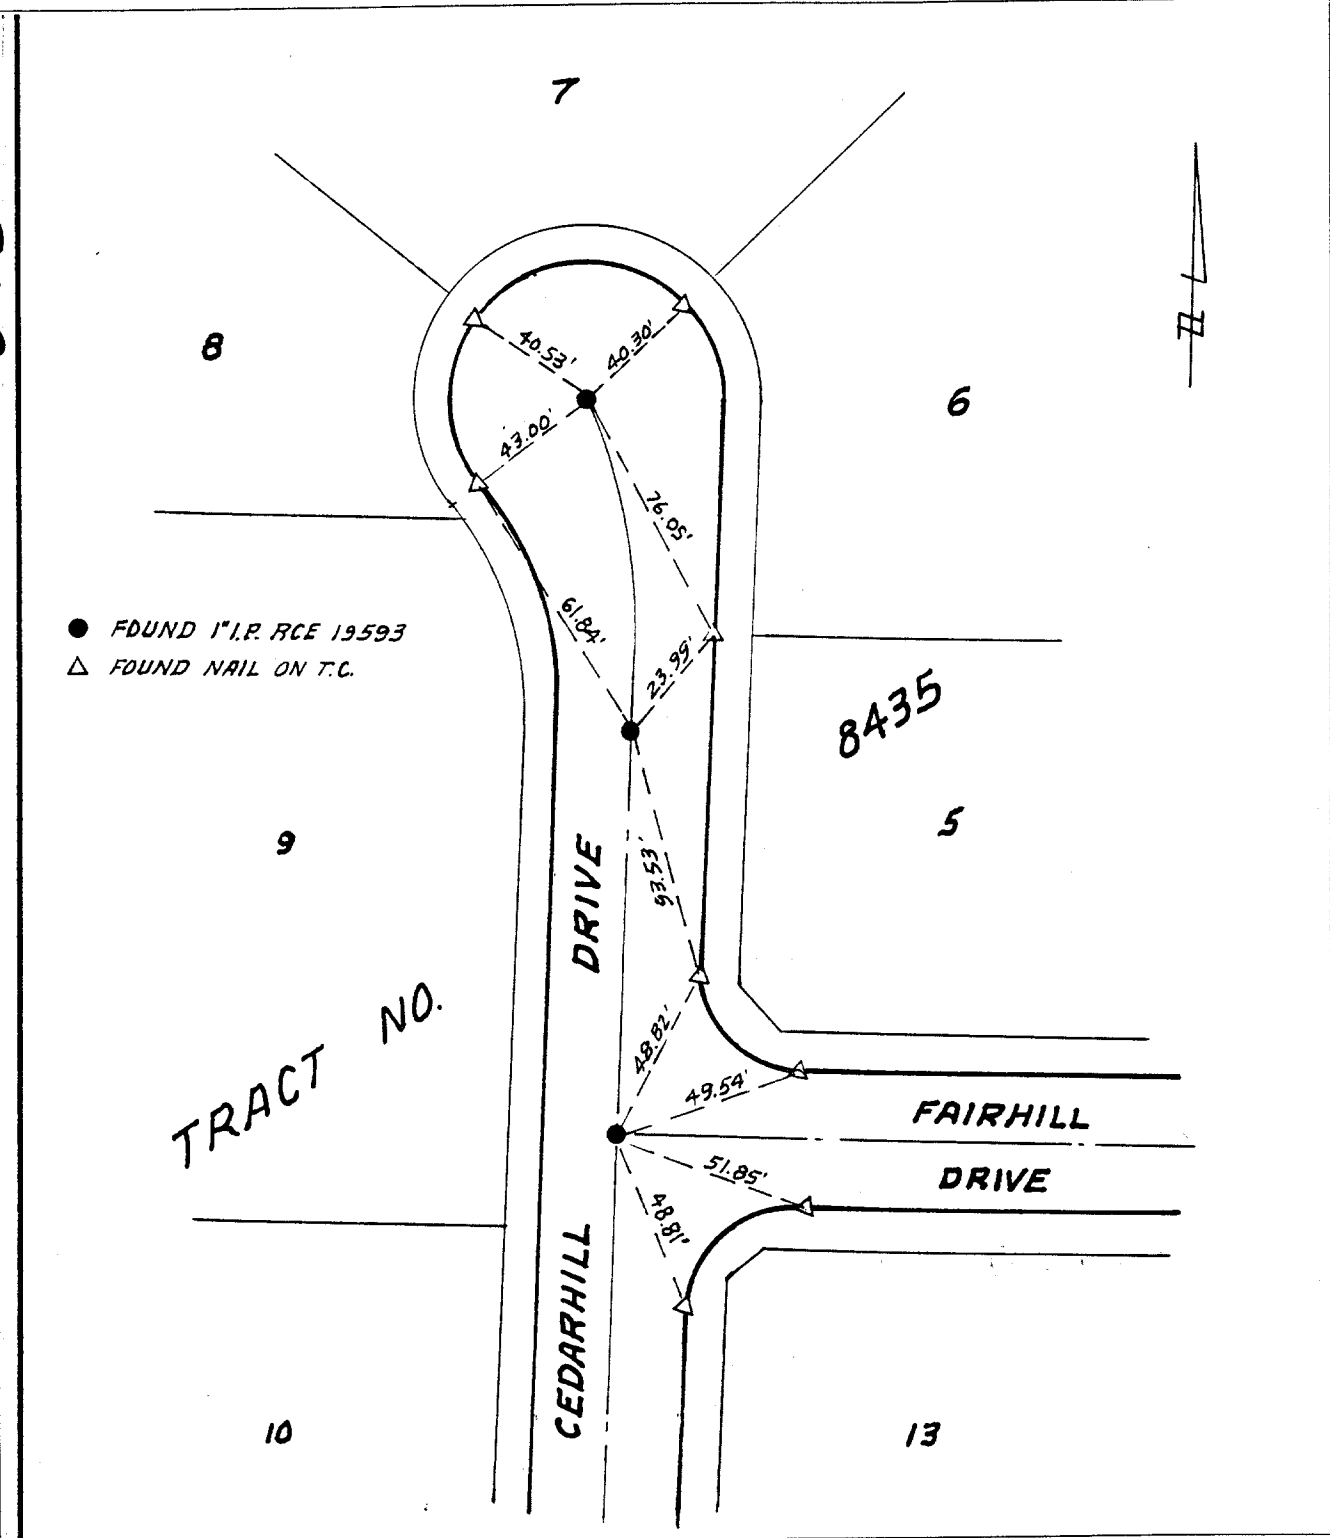 7
8
40.53'
40.30'
6
43.00'
76.05'
● FOUND 1" I.P. RCE 19593
△ FOUND NAIL ON T.C.
61.84'
23.99'
8435
9
5
93.53'
DRIVE
TRACT NO.
48.82'
49.54'
FAIRHILL
DRIVE
51.85'
48.81'
CEDARHILL
10
13